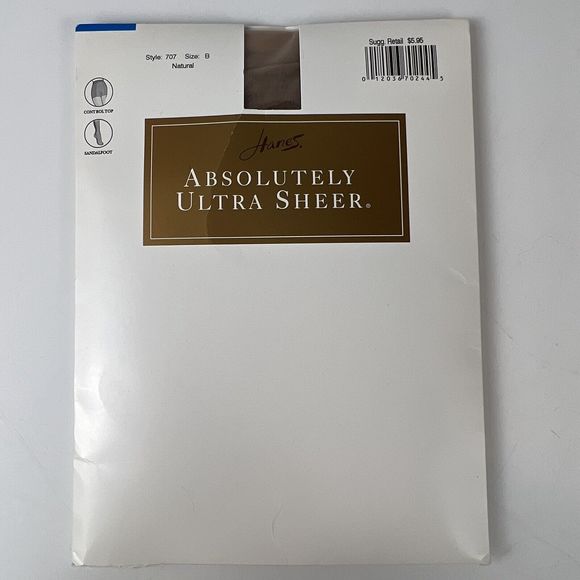 Style: 707 Size: B
Natural
Sugg. Retail $5.95
0 12036 70244 5
CONTROL TOP
SANDALFOOT
Hanes.
ABSOLUTELY
ULTRA SHEER®